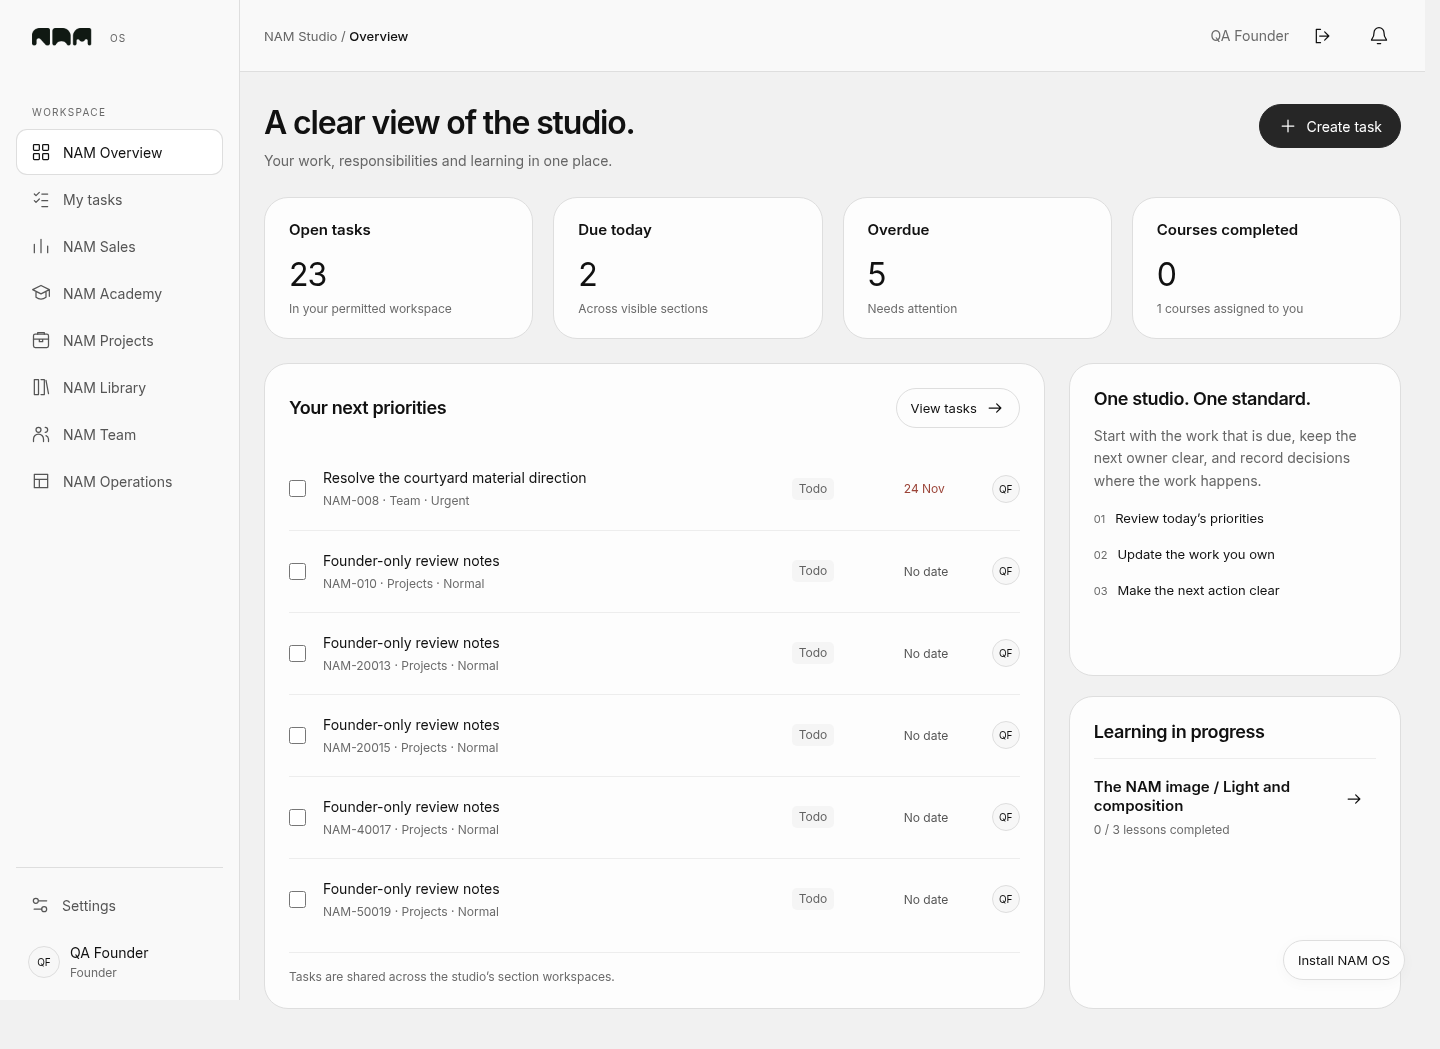 NAM OS
WORKSPACE
NAM Overview
My tasks
NAM Sales
NAM Academy
NAM Projects
NAM Library
NAM Team
NAM Operations
Settings
QF
QA Founder
Founder
NAM Studio / Overview
QA Founder
A clear view of the studio.
Your work, responsibilities and learning in one place.
Create task
Open tasks
23
In your permitted workspace
Due today
2
Across visible sections
Overdue
5
Needs attention
Courses completed
0
1 courses assigned to you
Your next priorities
View tasks
Resolve the courtyard material direction
NAM-008 · Team · Urgent
Todo
24 Nov
QF
Founder-only review notes
NAM-010 · Projects · Normal
Todo
No date
QF
Founder-only review notes
NAM-20013 · Projects · Normal
Todo
No date
QF
Founder-only review notes
NAM-20015 · Projects · Normal
Todo
No date
QF
Founder-only review notes
NAM-40017 · Projects · Normal
Todo
No date
QF
Founder-only review notes
NAM-50019 · Projects · Normal
Todo
No date
QF
Tasks are shared across the studio’s section workspaces.
One studio. One standard.
Start with the work that is due, keep the
next owner clear, and record decisions
where the work happens.
01 Review today’s priorities
02 Update the work you own
03 Make the next action clear
Learning in progress
The NAM image / Light and
composition
0 / 3 lessons completed
Install NAM OS